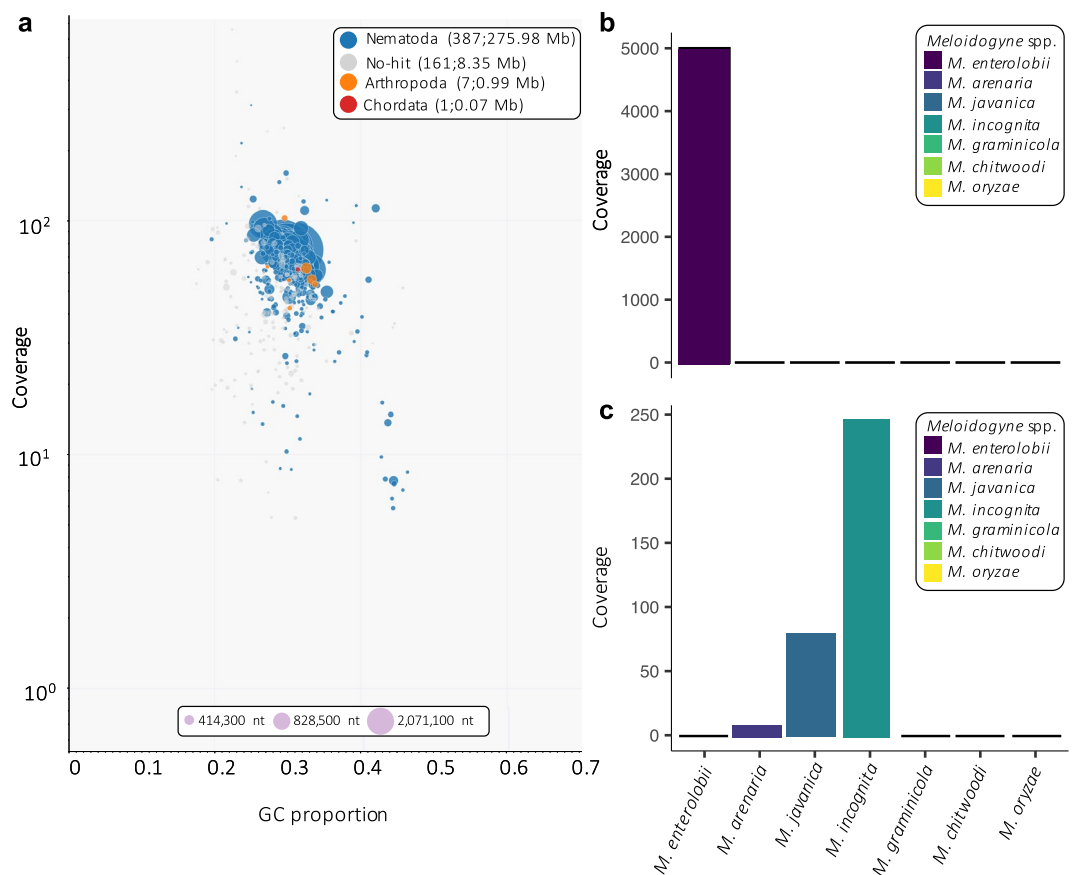 a
Nematoda (387;275.98 Mb)
No-hit (161;8.35 Mb)
Arthropoda (7;0.99 Mb)
Chordata (1;0.07 Mb)
10²
10¹
10⁰
Coverage
414,300 nt
828,500 nt
2,071,100 nt
0 0.1 0.2 0.3 0.4 0.5 0.6 0.7
GC proportion
b
5000
4000
3000
2000
1000
0
Coverage
Meloidogyne spp.
M. enterolobii
M. arenaria
M. javanica
M. incognita
M. graminicola
M. chitwoodi
M. oryzae
c
250
200
150
100
50
0
Coverage
Meloidogyne spp.
M. enterolobii
M. arenaria
M. javanica
M. incognita
M. graminicola
M. chitwoodi
M. oryzae
M. enterolobii
M. arenaria
M. javanica
M. incognita
M. graminicola
M. chitwoodi
M. oryzae